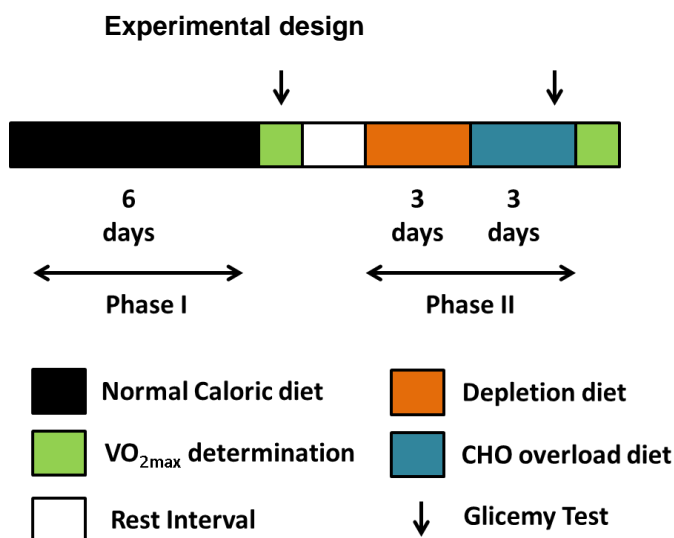 Experimental design
6
days
3
days
3
days
Phase I
Phase II
Normal Caloric diet
Depletion diet
VO2max determination
CHO overload diet
Rest Interval
Glicemy Test